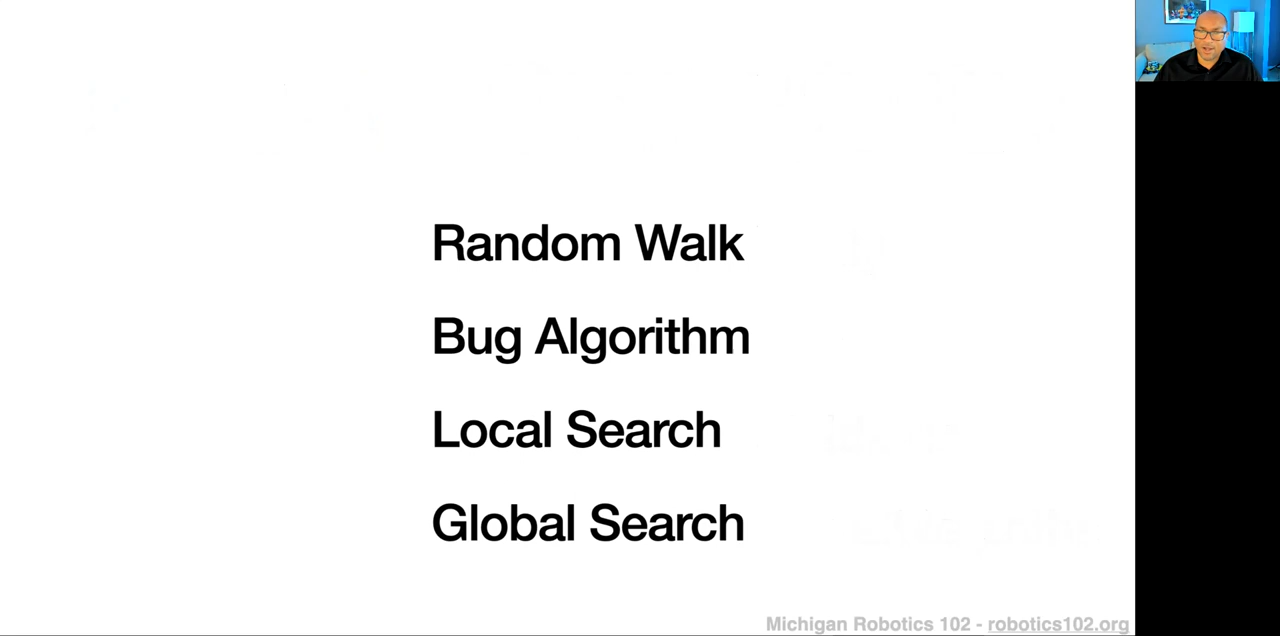 Random Walk
Bug Algorithm
Local Search
Global Search
Michigan Robotics 102 - robotics102.org